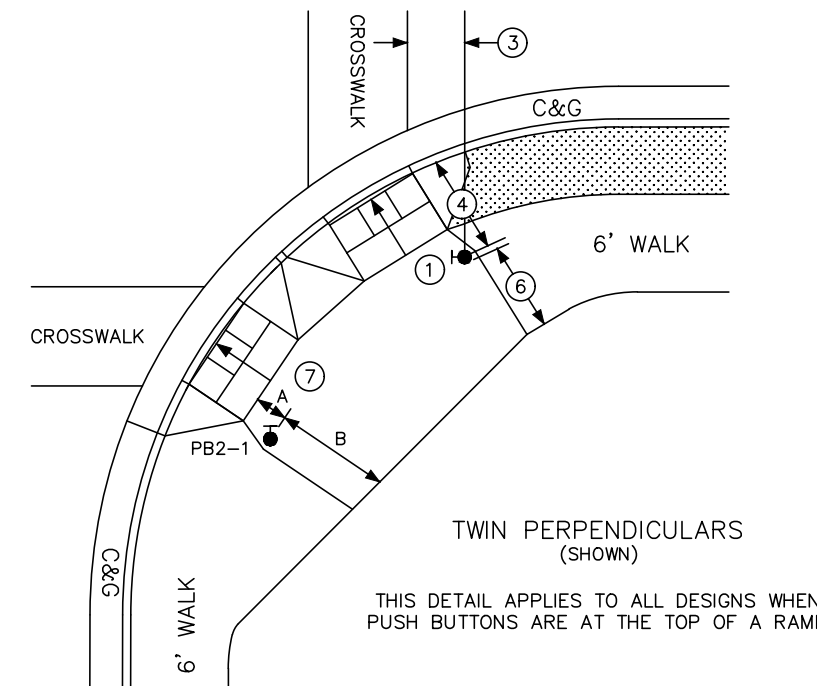 CROSSWALK
3
C&G
4
6' WALK
1
6
CROSSWALK
7
A
B
PB2-1
TWIN PERPENDICULARS
(SHOWN)
C&G
THIS DETAIL APPLIES TO ALL DESIGNS WHEN
PUSH BUTTONS ARE AT THE TOP OF A
6' WALK